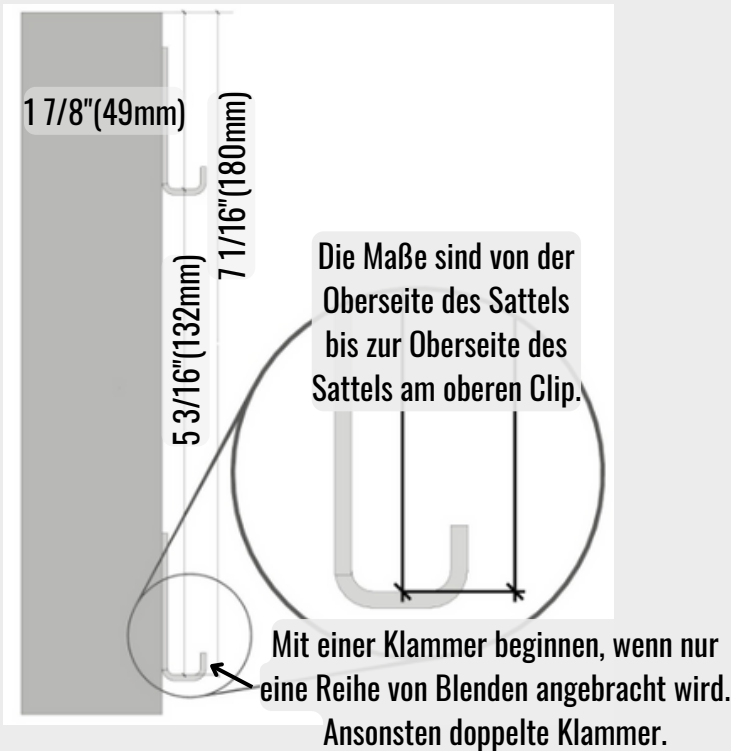 1 7/8"(49mm)
7 1/16"(180mm)
5 3/16"(132mm)
Die Maße sind von der
Oberseite des Sattels
bis zur Oberseite des
Sattels am oberen Clip.
Mit einer Klammer beginnen, wenn nur
eine Reihe von Blenden angebracht wird.
Ansonsten doppelte Klammer.